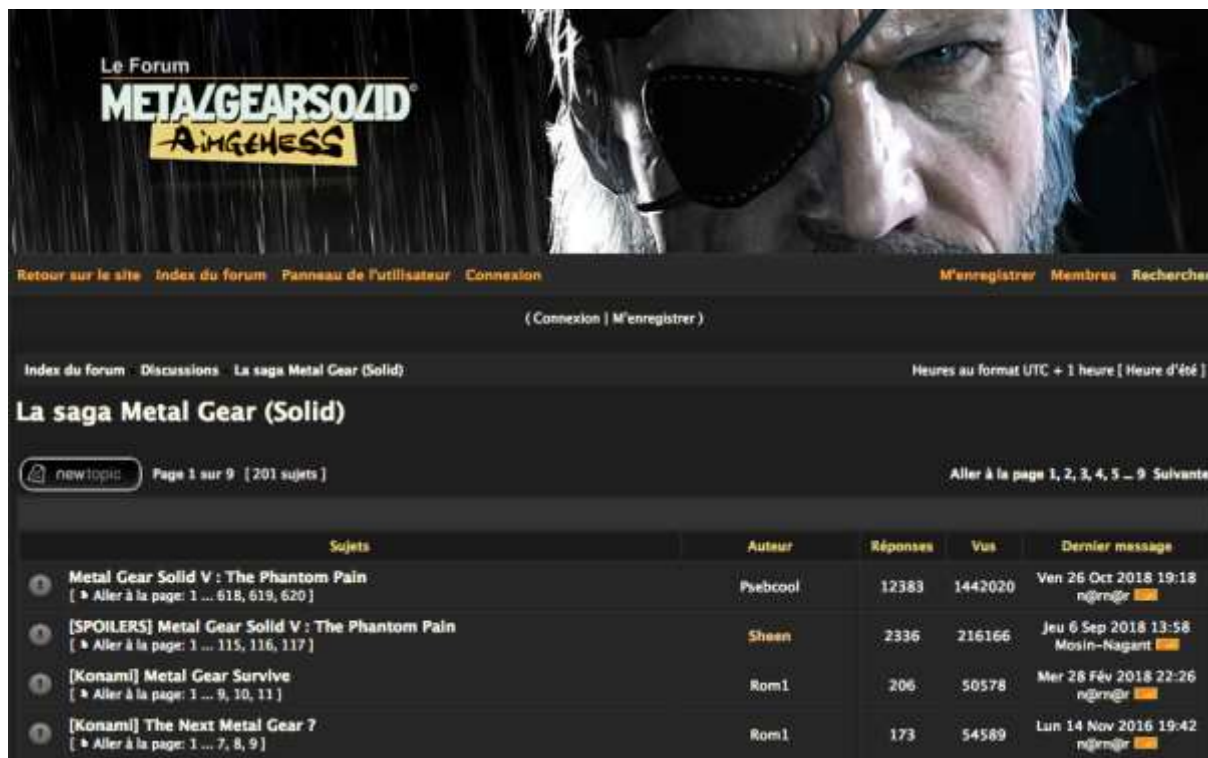 Le Forum
METALGEARSOLID®
AiNGEHESS
Retour sur le site Index du forum Panneau de l'utilisateur Connexion M'enregistrer Membres Rechercher
( Connexion | M'enregistrer )
Index du forum Discussions La saga Metal Gear (Solid) Heures au format UTC + 1 heure [ Heure d'été ]
La saga Metal Gear (Solid)
newtopic Page 1 sur 9 [ 201 sujets ] Aller à la page 1, 2, 3, 4, 5 ... 9 Suivante
Sujets Auteur Réponses Vus Dernier message
Metal Gear Solid V : The Phantom Pain Psebcool 12383 1442020 Ven 26 Oct 2018 19:18
[ Aller à la page: 1 ... 618, 619, 620 ] n@rn@r
[SPOILERS] Metal Gear Solid V : The Phantom Pain Sheen 2336 216166 Jeu 6 Sep 2018 13:58
[ Aller à la page: 1 ... 115, 116, 117 ] Mosin-Nagant
[Konami] Metal Gear Survive Rom1 206 50578 Mer 28 Fév 2018 22:26
[ Aller à la page: 1 ... 9, 10, 11 ] n@rn@r
[Konami] The Next Metal Gear ? Rom1 173 54589 Lun 14 Nov 2016 19:42
[ Aller à la page: 1 ... 7, 8, 9 ] n@rn@r